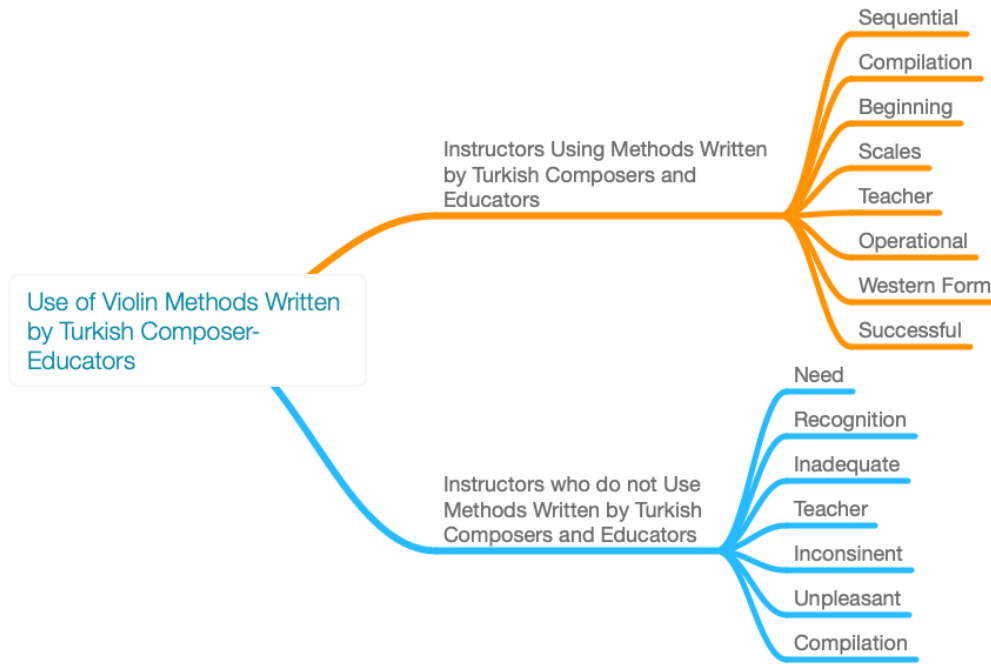 Sequential
Compilation
Beginning
Instructors Using Methods Written
by Turkish Composers and
Educators
Scales
Teacher
Operational
Western Form
Successful
Use of Violin Methods Written
by Turkish Composer-
Educators
Need
Recognition
Inadequate
Instructors who do not Use
Methods Written by Turkish
Composers and Educators
Teacher
Inconsinent
Unpleasant
Compilation